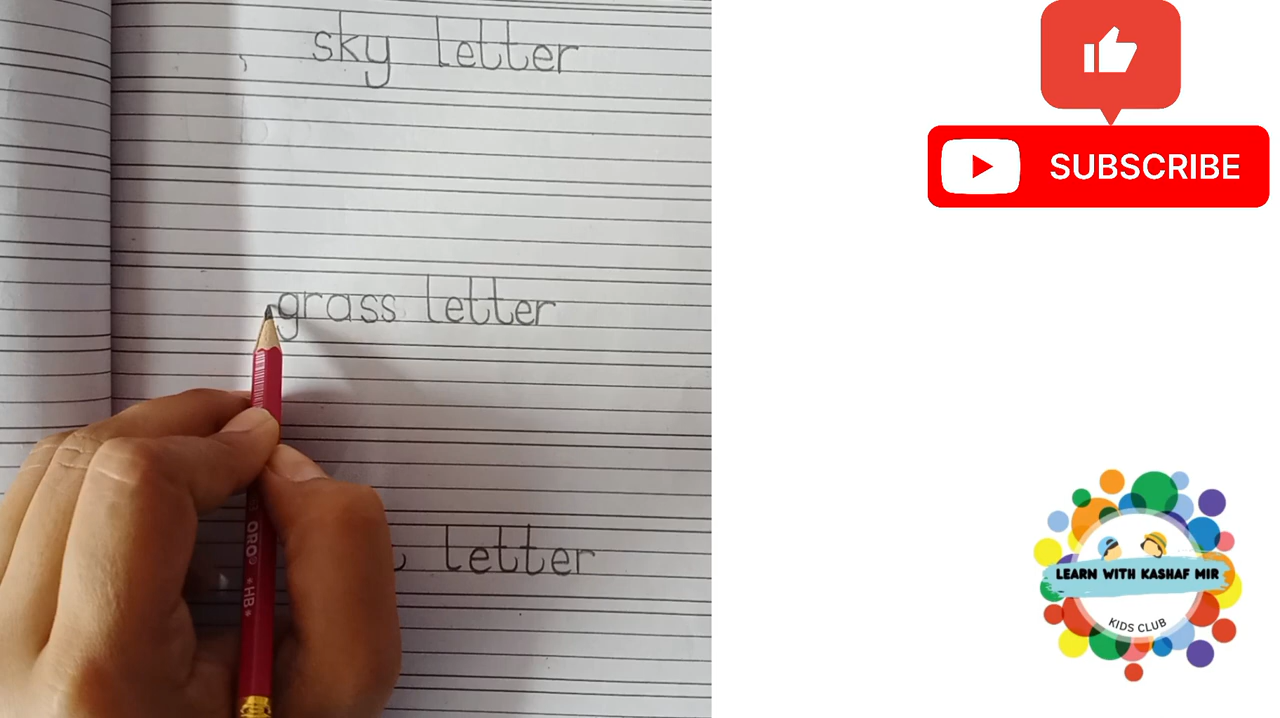 sky letter
SUBSCRIBE
grass letter
letter
ORO HB
LEARN WITH KASHAF MIR
KIDS CLUB